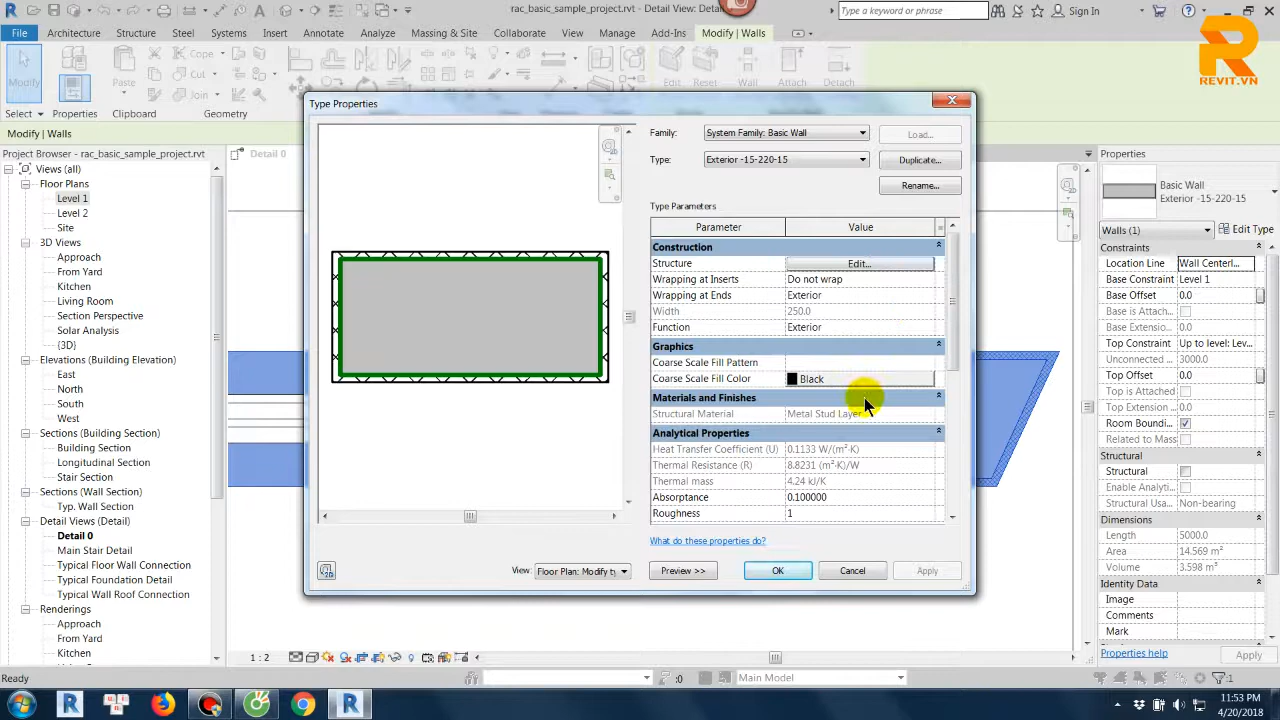 rac_basic_sample_project.rvt - Detail View: Deta
Type a keyword or phrase
Sign In
File
Architecture
Structure
Steel
Systems
Insert
Annotate
Analyze
Massing & Site
Collaborate
View
Manage
Add-Ins
Modify | Walls
REVIT.VN
Modify
Paste
Cope
Cut
Join
Edit
Reset
Wall
Attach
Detach
Select
Properties
Clipboard
Geometry
Modify | Walls
Project Browser - rac_basic_sample_project.rvt
Views (all)
Floor Plans
Level 1
Level 2
Site
3D Views
Approach
From Yard
Kitchen
Living Room
Section Perspective
Solar Analysis
{3D}
Elevations (Building Elevation)
East
North
South
West
Sections (Building Section)
Building Section
Longitudinal Section
Stair Section
Sections (Wall Section)
Typ. Wall Section
Detail Views (Detail)
Detail 0
Main Stair Detail
Typical Floor Wall Connection
Typical Foundation Detail
Typical Wall Roof Connection
Renderings
Approach
From Yard
Kitchen
Detail 0
Type Properties
Family:
System Family: Basic Wall
Load...
Type:
Exterior -15-220-15
Duplicate...
Rename...
Type Parameters
Parameter
Value
Construction
Structure
Edit...
Wrapping at Inserts
Do not wrap
Wrapping at Ends
Exterior
Width
250.0
Function
Exterior
Graphics
Coarse Scale Fill Pattern
Coarse Scale Fill Color
Black
Materials and Finishes
Structural Material
Metal Stud Layer
Analytical Properties
Heat Transfer Coefficient (U)
0.1133 W/(m²·K)
Thermal Resistance (R)
8.8231 (m²·K)/W
Thermal mass
4.24 kJ/K
Absorptance
0.100000
Roughness
1
What do these properties do?
View:
Floor Plan: Modify t
Preview >>
OK
Cancel
Apply
Properties
Basic Wall
Exterior -15-220-15
Walls (1)
Edit Type
Constraints
Location Line
Wall Centerl...
Base Constraint
Level 1
Base Offset
0.0
Base is Attach...
Base Extensio...
Top Constraint
Up to level: Lev...
Unconnected ...
3000.0
Top Offset
0.0
Top is Attached
Top Extension ...
Room Boundi...
Related to Mass
Structural
Structural
Enable Analyti...
Structural Usa...
Non-bearing
Dimensions
Length
5000.0
Area
14.569 m²
Volume
3.598 m³
Identity Data
Image
Comments
Mark
Properties help
Apply
1 : 2
Ready
:0
Main Model
:1
11:53 PM
4/20/2018